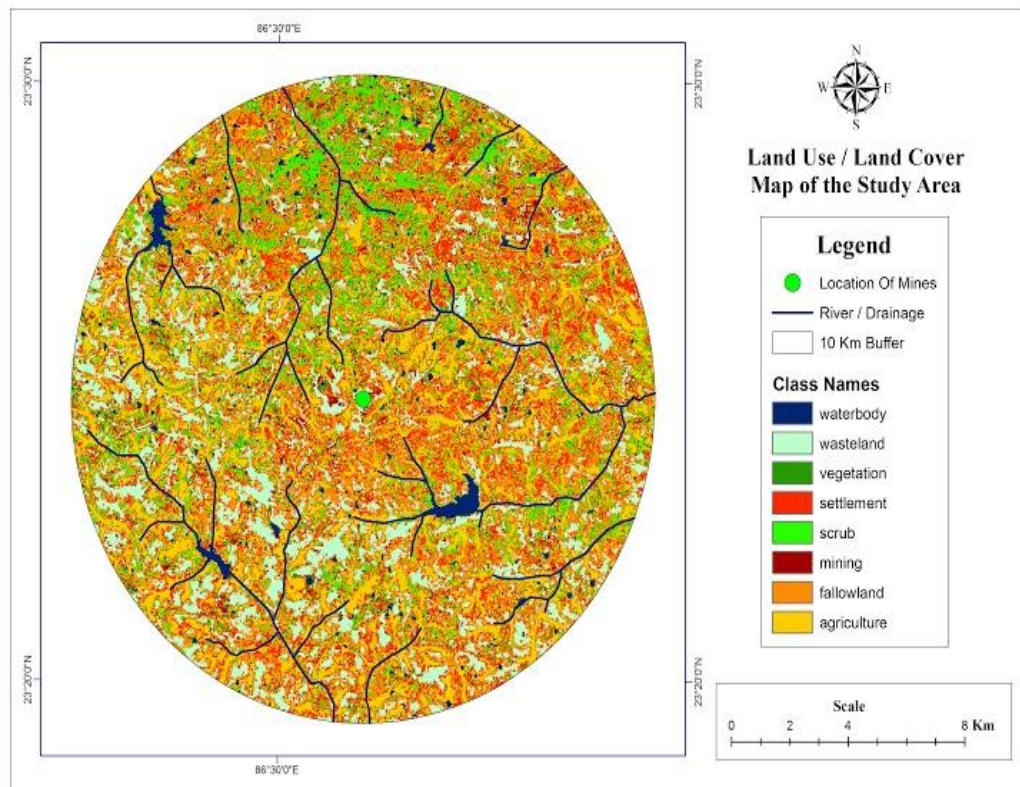 86°30'0"E
23°30'0"N
23°30'0"N
N
W E
S
Land Use / Land Cover
Map of the Study Area
Legend
Location Of Mines
River / Drainage
10 Km Buffer
Class Names
waterbody
wasteland
vegetation
settlement
scrub
mining
fallowland
agriculture
23°20'0"N
23°20'0"N
Scale
0 2 4 8 Km
86°30'0"E